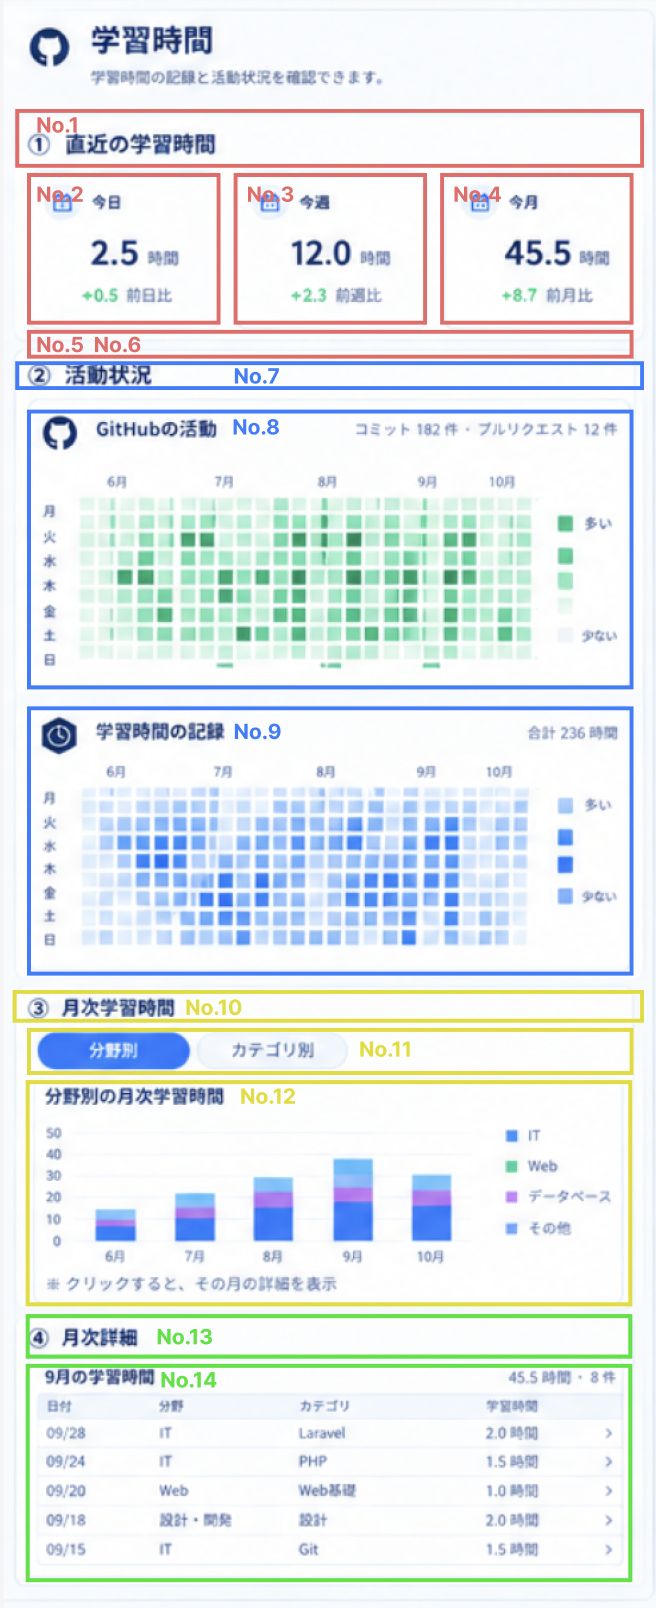 学習時間
学習時間の記録と活動状況を確認できます。
No.1
① 直近の学習時間
No.2 今日
2.5 時間
+0.5 前日比
No.3 今週
12.0 時間
+2.3 前週比
No.4 今月
45.5 時間
+8.7 前月比
No.5 No.6
② 活動状況 No.7
GitHubの活動 No.8 コミット 182 件・プルリクエスト 12 件
6月 7月 8月 9月 10月
月
火
水
木
金
土
日
多い
少ない
学習時間の記録 No.9 合計 236 時間
6月 7月 8月 9月 10月
月
火
水
木
金
土
日
多い
少ない
③ 月次学習時間 No.10
分野別 カテゴリ別 No.11
分野別の月次学習時間 No.12
50
40
30
20
10
0
6月 7月 8月 9月 10月
IT
Web
データベース
その他
※ クリックすると、その月の詳細を表示
④ 月次詳細 No.13
9月の学習時間 No.14 45.5 時間・8 件
日付 分野 カテゴリ 学習時間
09/28 IT Laravel 2.0 時間 >
09/24 IT PHP 1.5 時間 >
09/20 Web Web基礎 1.0 時間 >
09/18 設計・開発 設計 2.0 時間 >
09/15 IT Git 1.5 時間 >